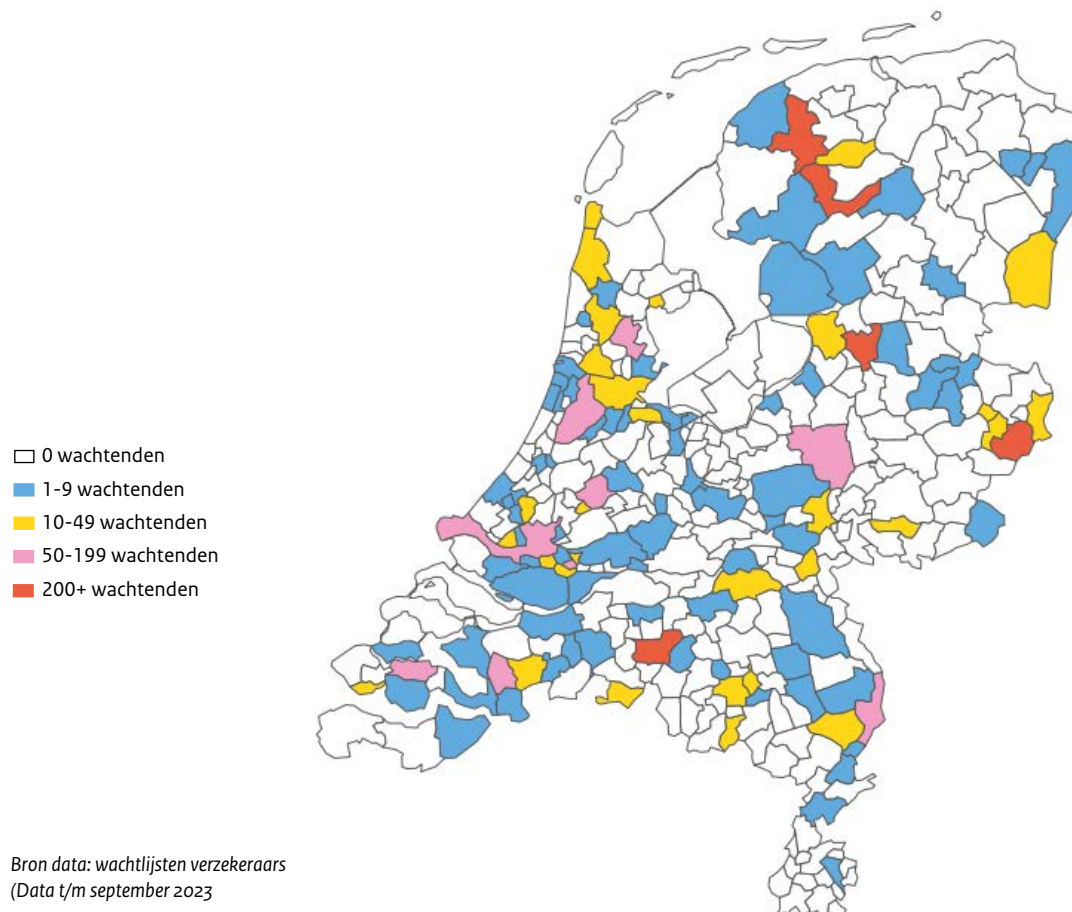 0 wachtenden
1-9 wachtenden
10-49 wachtenden
50-199 wachtenden
200+ wachtenden
Bron data: wachtlijsten verzekeraars
(Data t/m september 2023